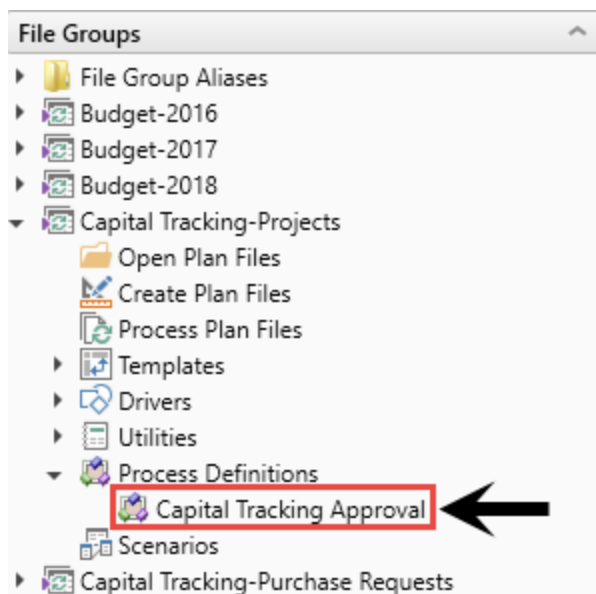 File Groups
File Group Aliases
Budget-2016
Budget-2017
Budget-2018
Capital Tracking-Projects
Open Plan Files
Create Plan Files
Process Plan Files
Templates
Drivers
Utilities
Process Definitions
Capital Tracking Approval
Scenarios
Capital Tracking-Purchase Requests